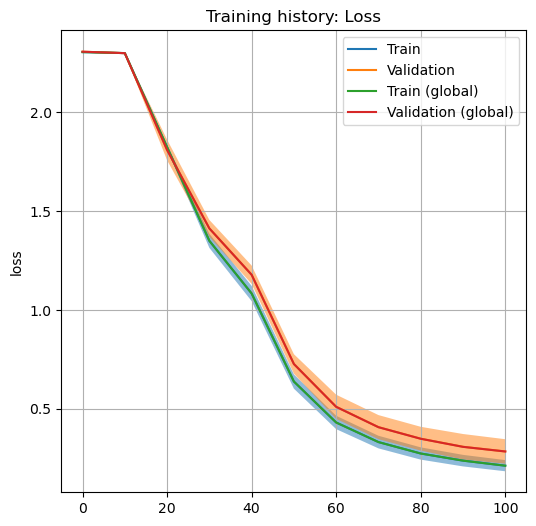 Training history: Loss
Train
Validation
Train (global)
Validation (global)
loss
2.0
1.5
1.0
0.5
0 20 40 60 80 100